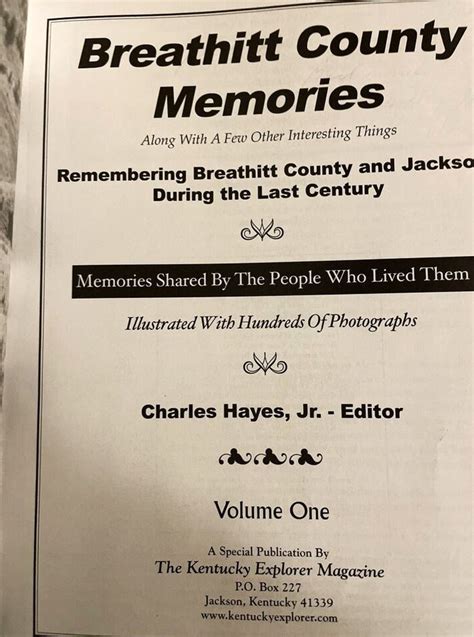 Breathitt County
Memories
Along With A Few Other Interesting Things
Remembering Breathitt County and Jackso
During the Last Century
Memories Shared By The People Who Lived Them
Illustrated With Hundreds Of Photographs
Charles Hayes, Jr. - Editor
Volume One
A Special Publication By
The Kentucky Explorer Magazine
P.O. Box 227
Jackson, Kentucky 41339
www.kentuckyexplorer.com